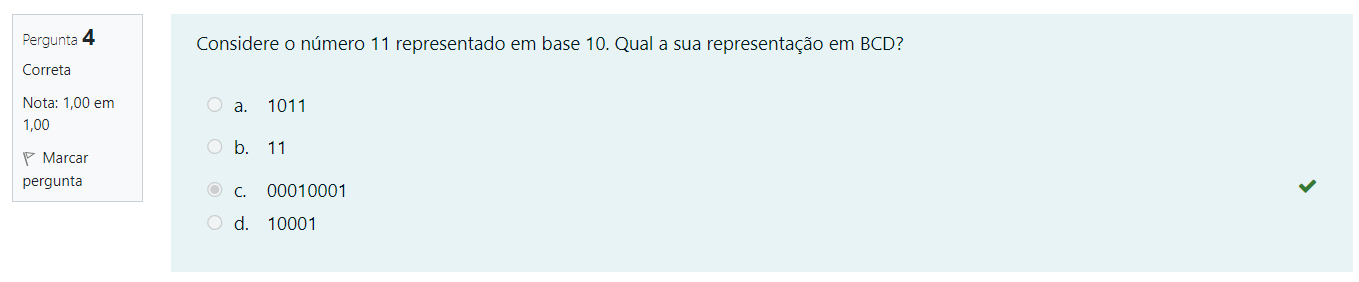 Pergunta 4
Correta
Nota: 1,00 em
1,00
Marcar
pergunta
Considere o número 11 representado em base 10. Qual a sua representação em BCD?
a. 1011
b. 11
c. 00010001
d. 10001